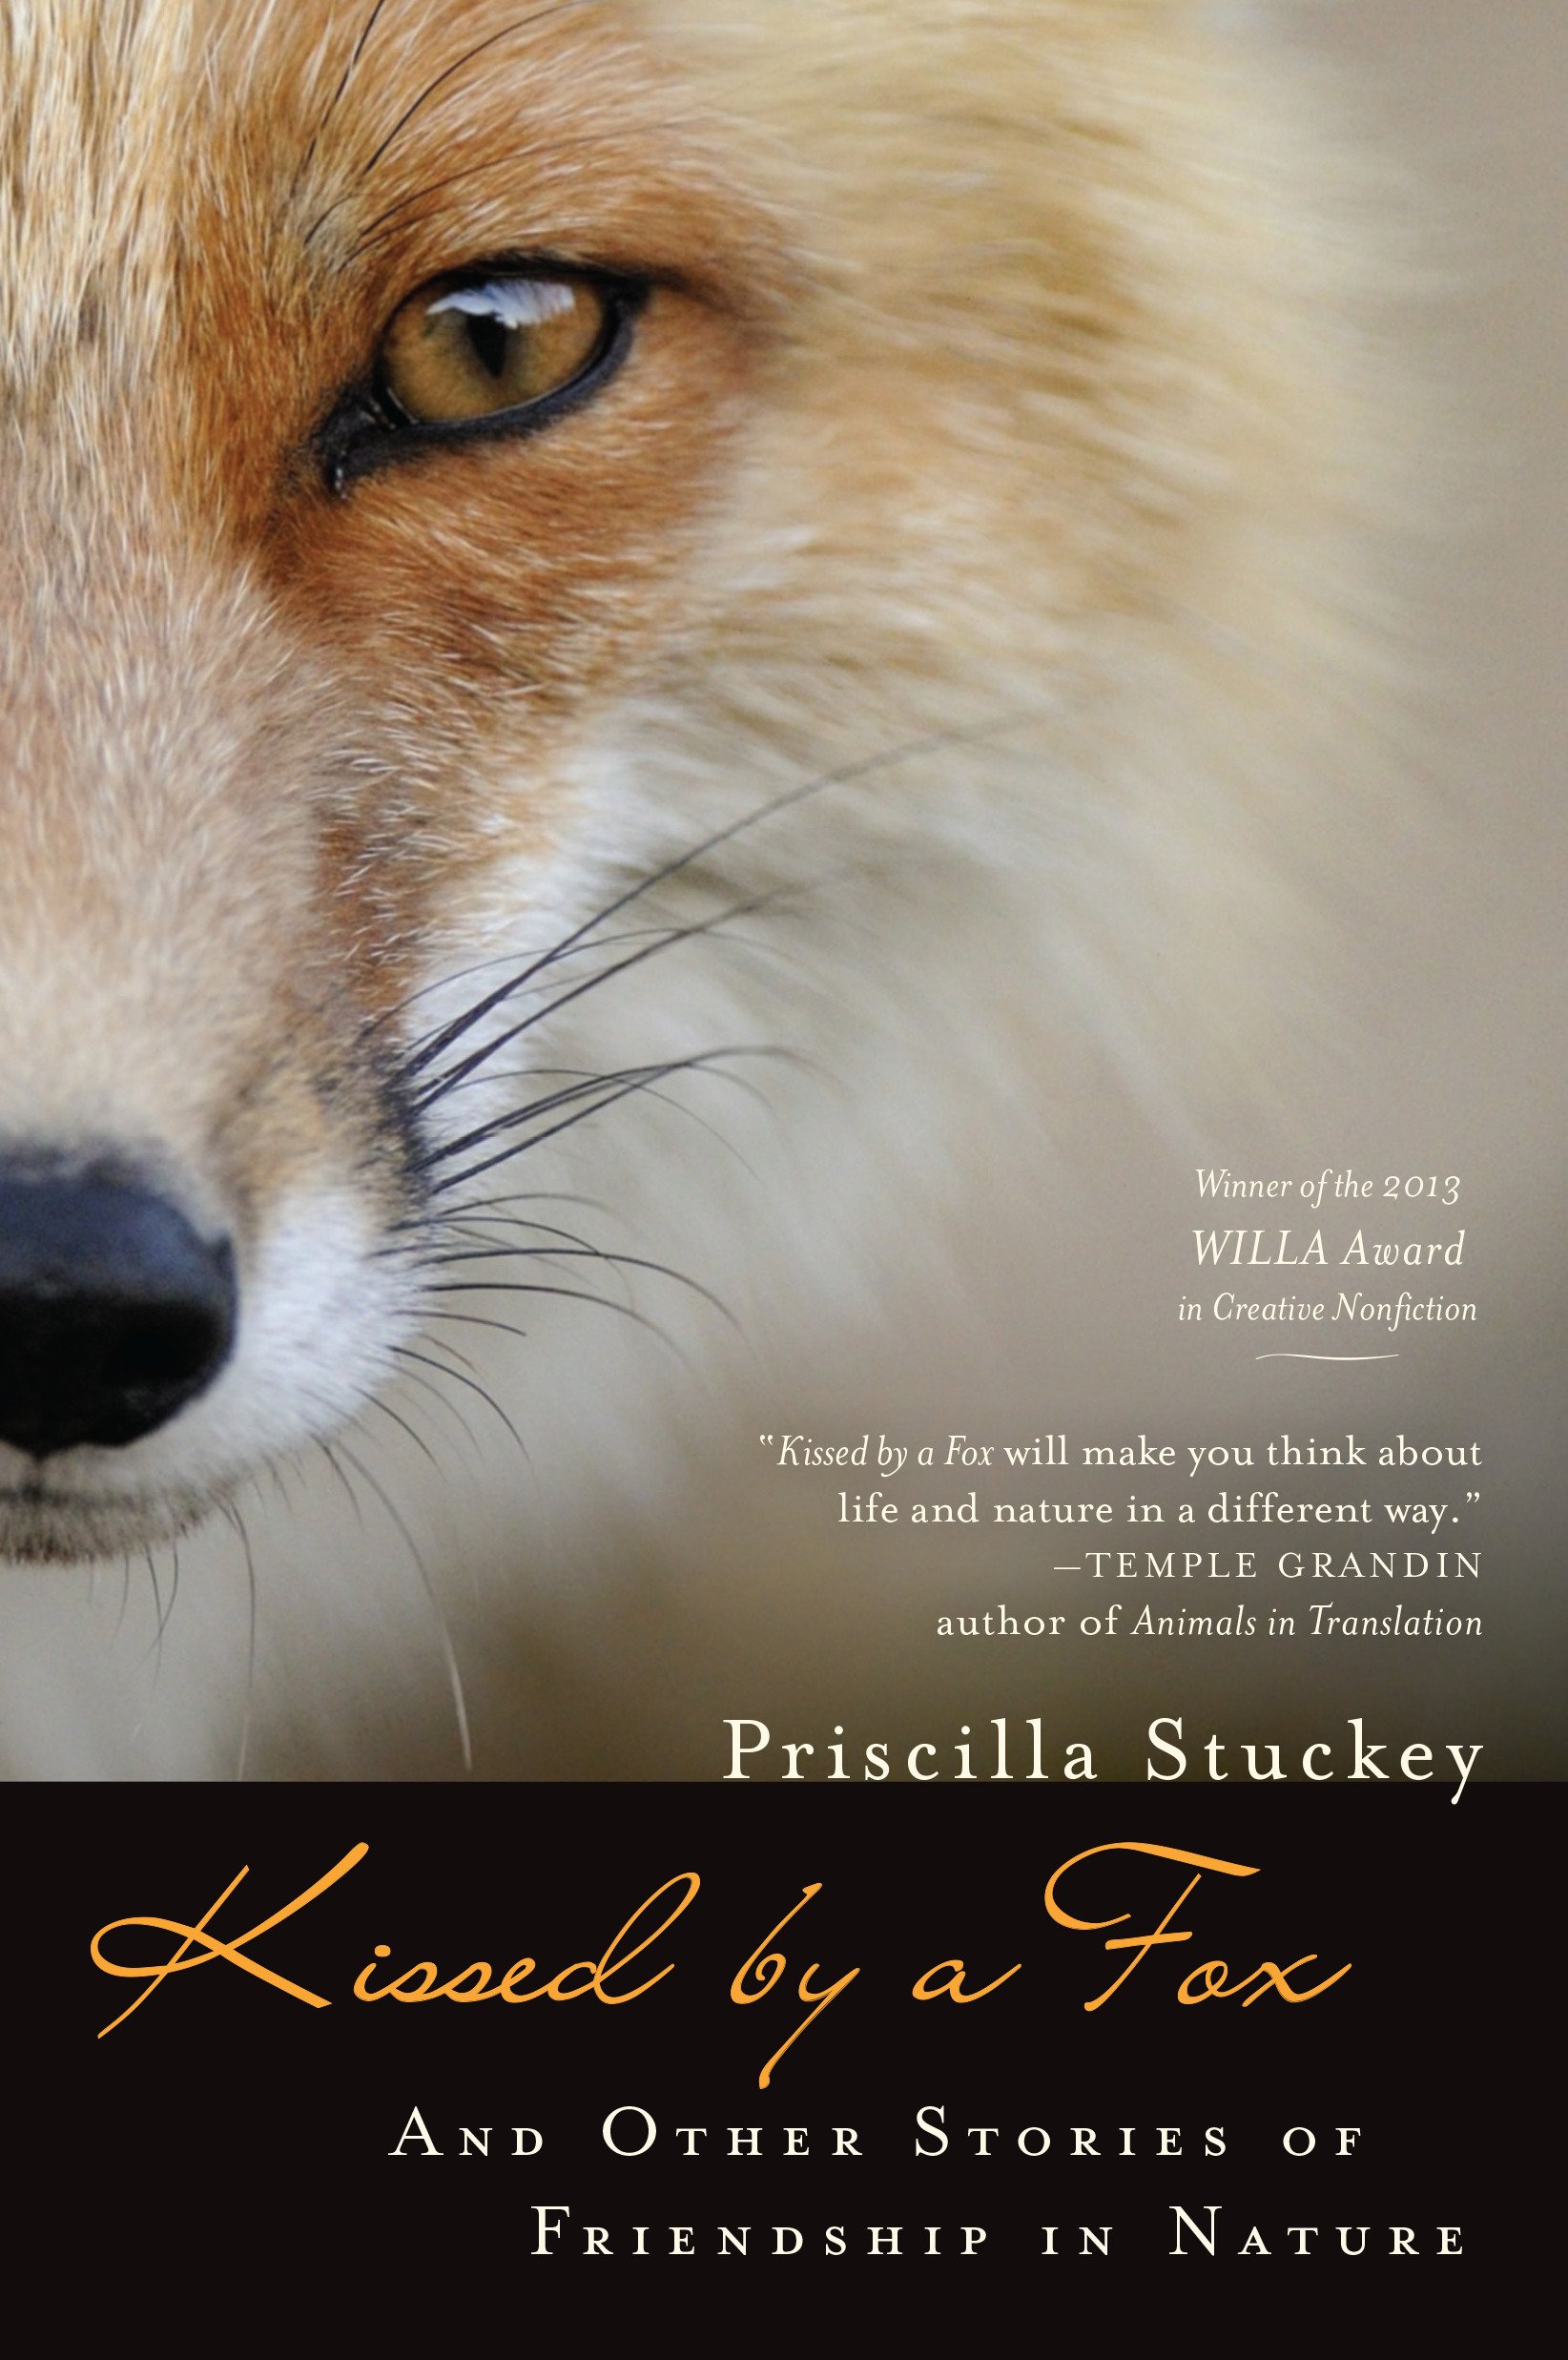 Winner of the 2013
WILLA Award
in Creative Nonfiction
“Kissed by a Fox will make you think about
life and nature in a different way.”
—TEMPLE GRANDIN
author of Animals in Translation
Priscilla Stuckey
Kissed by a Fox
And Other Stories of
Friendship in Nature